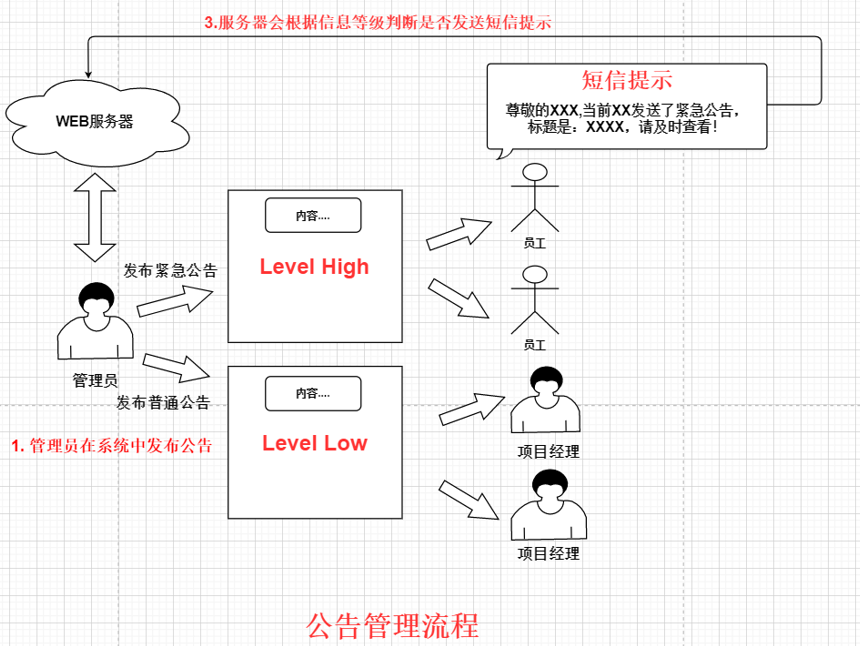 3.服务器会根据信息等级判断是否发送短信提示
短信提示
尊敬的XXX,当前XX发送了紧急公告，
标题是：XXXX，请及时查看！
WEB服务器
内容....
Level High
员工
发布紧急公告
员工
管理员
内容....
发布普通公告
Level Low
1. 管理员在系统中发布公告
项目经理
项目经理
公告管理流程